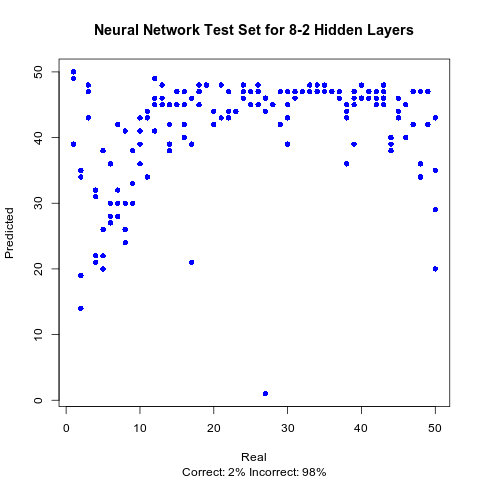 Neural Network Test Set for 8-2 Hidden Layers
Predicted
50
40
30
20
10
0
0 10 20 30 40 50
Real
Correct: 2% Incorrect: 98%